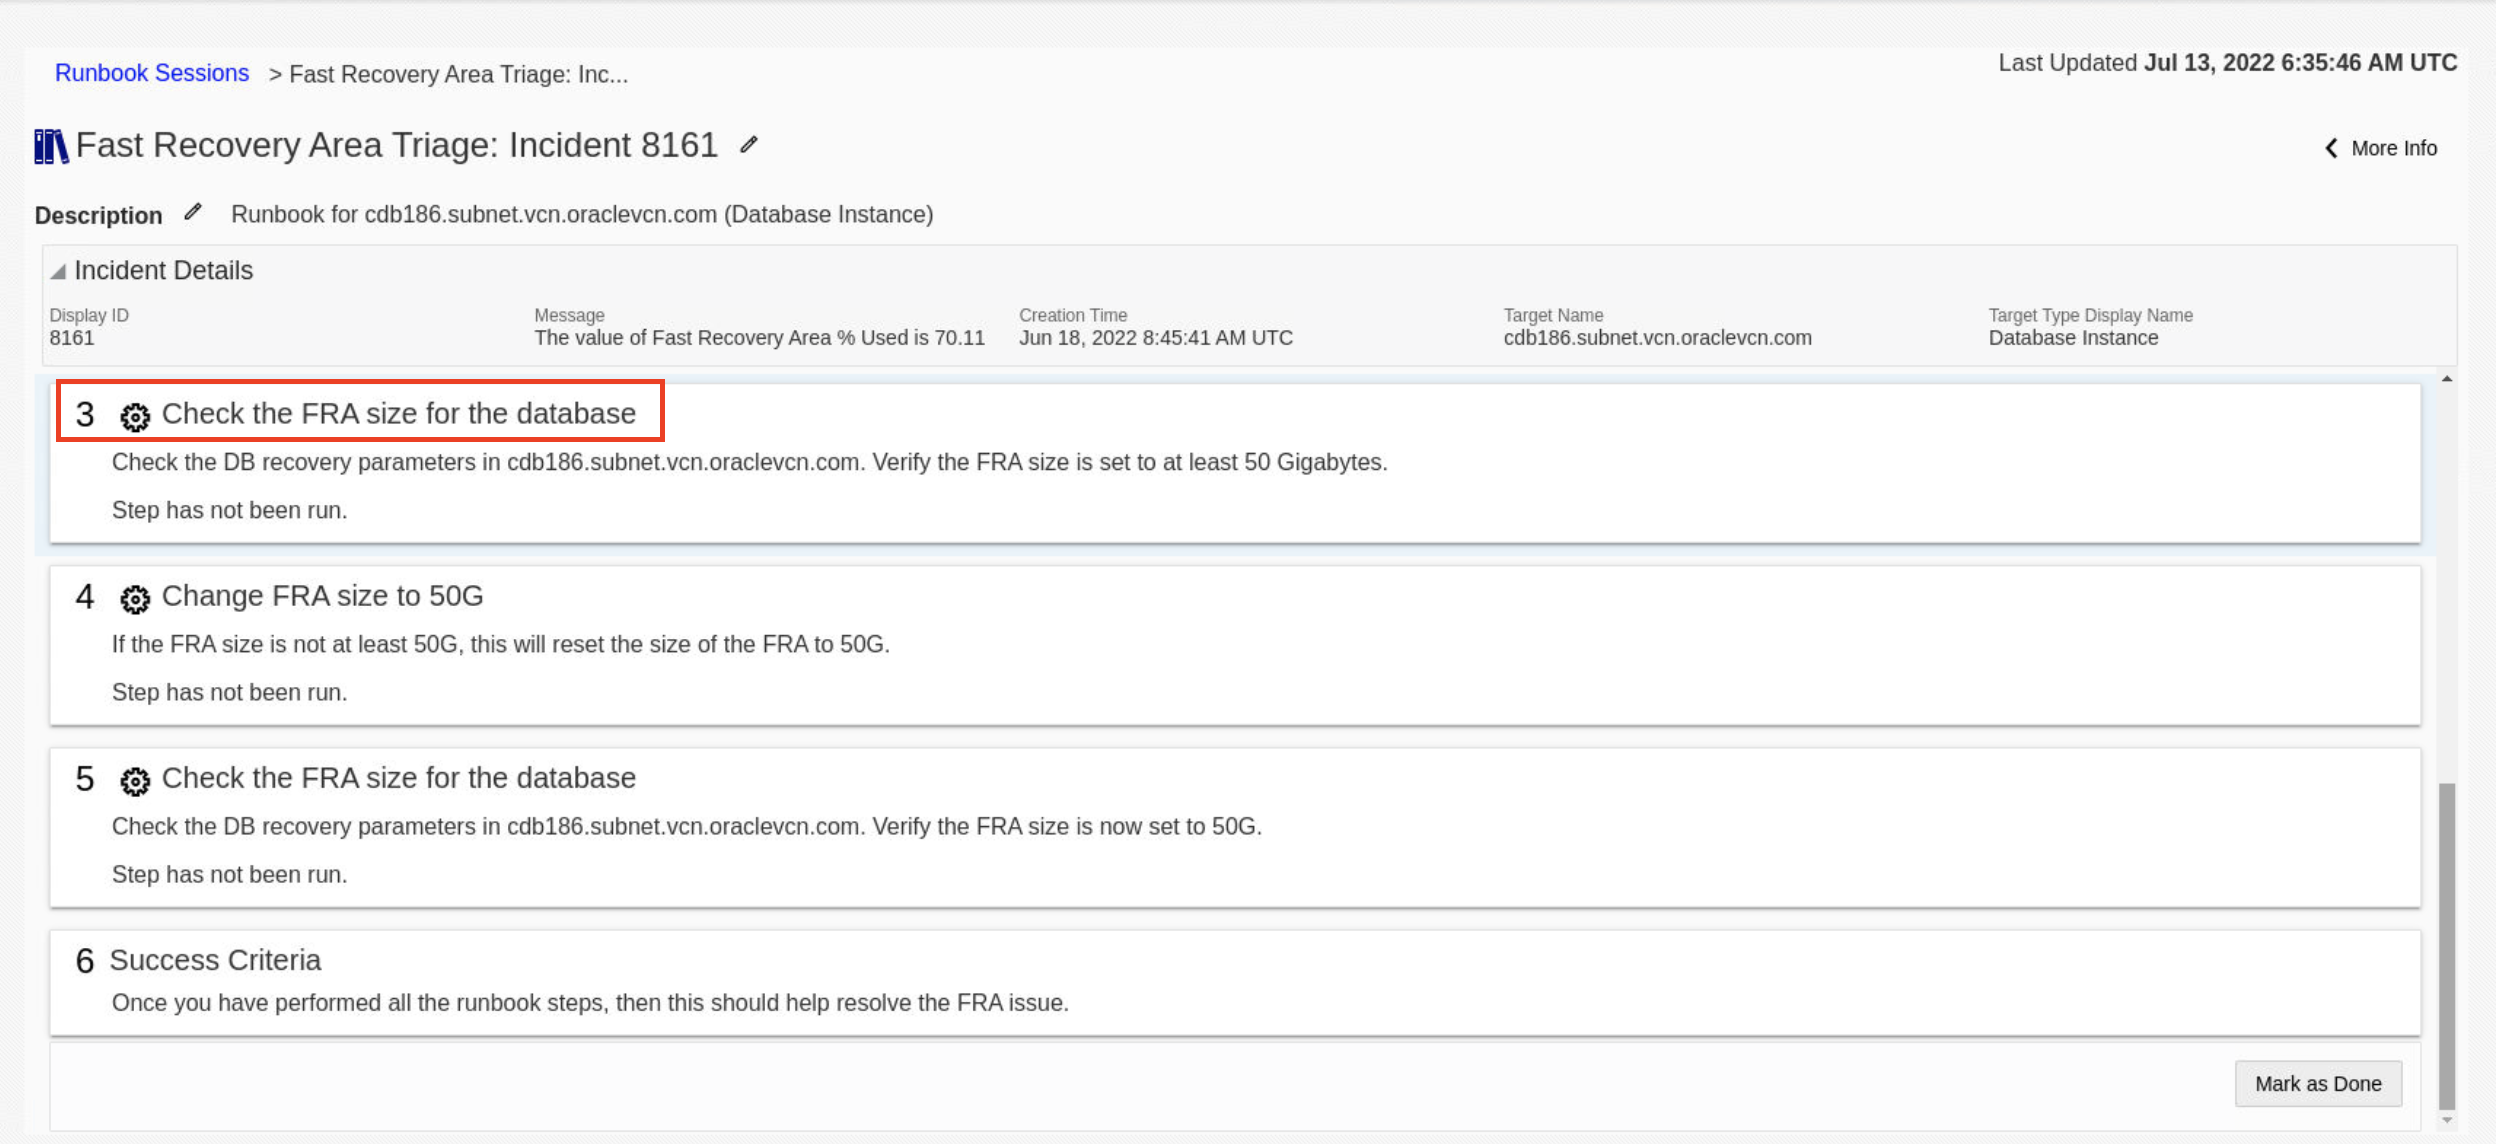 Runbook Sessions > Fast Recovery Area Triage: Inc...
Last Updated Jul 13, 2022 6:35:46 AM UTC
Fast Recovery Area Triage: Incident 8161
More Info
Description Runbook for cdb186.subnet.vcn.oraclevcn.com (Database Instance)
Incident Details
Display ID
8161
Message
The value of Fast Recovery Area % Used is 70.11
Creation Time
Jun 18, 2022 8:45:41 AM UTC
Target Name
cdb186.subnet.vcn.oraclevcn.com
Target Type Display Name
Database Instance
3 Check the FRA size for the database
Check the DB recovery parameters in cdb186.subnet.vcn.oraclevcn.com. Verify the FRA size is set to at least 50 Gigabytes.
Step has not been run.
4 Change FRA size to 50G
If the FRA size is not at least 50G, this will reset the size of the FRA to 50G.
Step has not been run.
5 Check the FRA size for the database
Check the DB recovery parameters in cdb186.subnet.vcn.oraclevcn.com. Verify the FRA size is now set to 50G.
Step has not been run.
6 Success Criteria
Once you have performed all the runbook steps, then this should help resolve the FRA issue.
Mark as Done